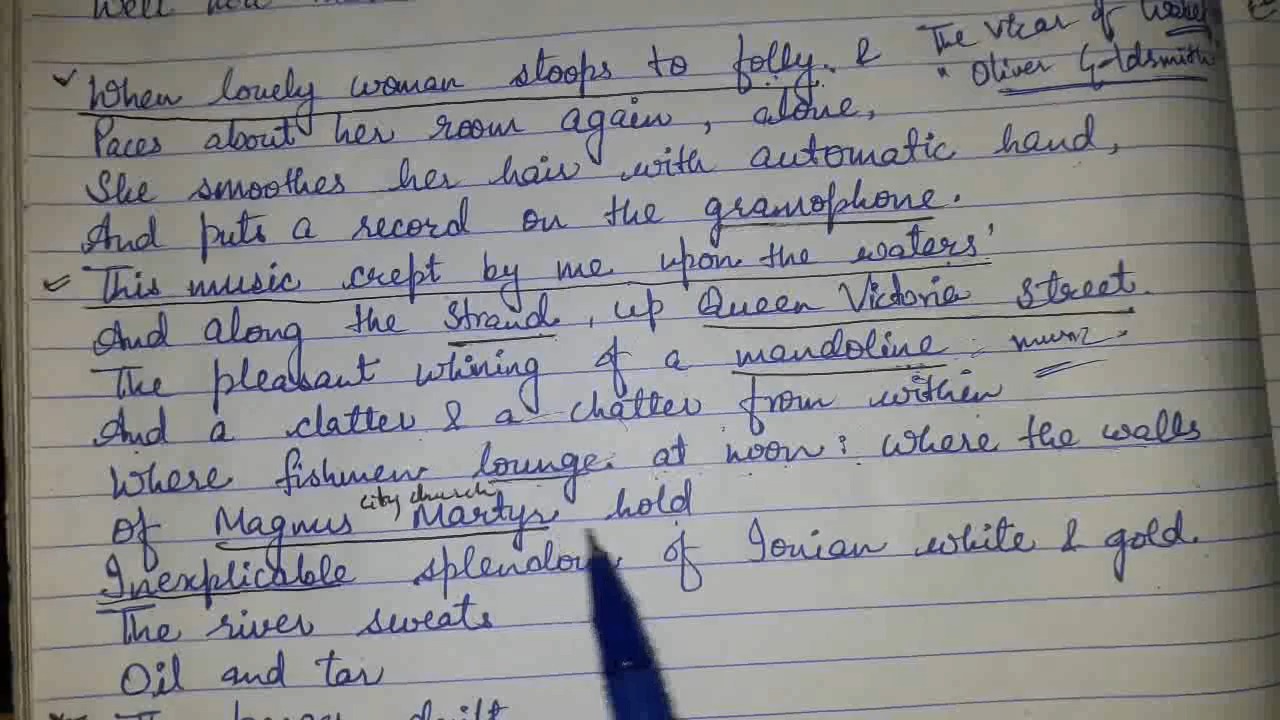 Well now
When lovely woman stoops to folly & The Vicar of
" Oliver Goldsmith"
Paces about her room again, alone,
She smoothes her hair with automatic hand,
And puts a record on the gramophone.
This music crept by me upon the waters'
And along the Strand, up Queen Victoria Street.
The pleasant whining of a mandoline
And a clatter & a chatter from within
Where fishmen lounge at noon: where the walls
city church
Of Magnus Martyr hold
Inexplicable splendour of Ionian white & gold.
The river sweats
Oil and tar